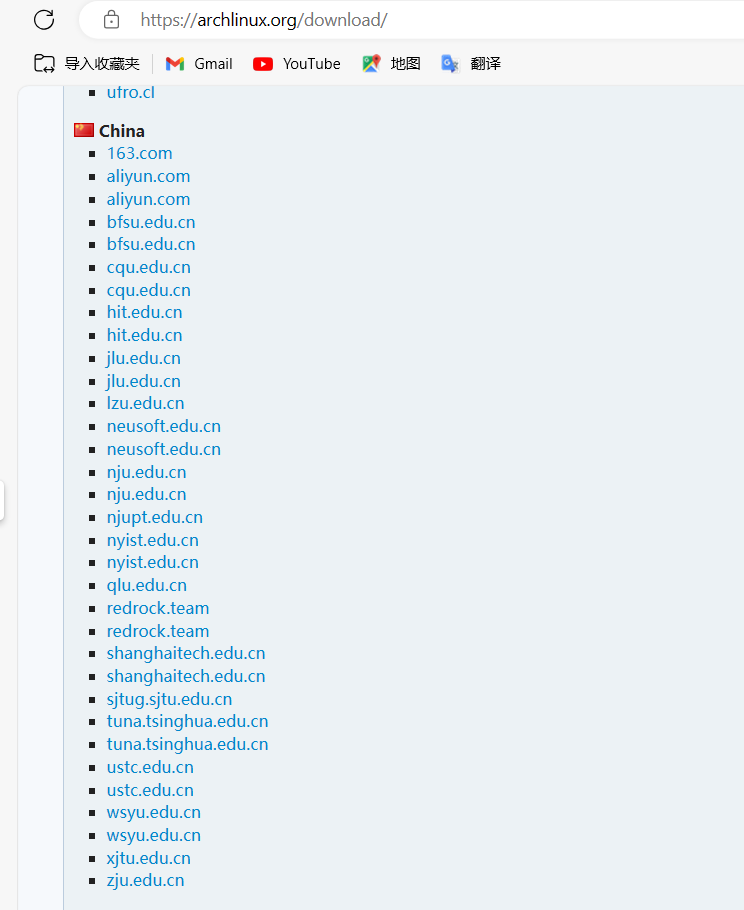 https://archlinux.org/download/
导入收藏夹 Gmail YouTube 地图 翻译
ufro.cl
China
163.com
aliyun.com
aliyun.com
bfsu.edu.cn
bfsu.edu.cn
cqu.edu.cn
cqu.edu.cn
hit.edu.cn
hit.edu.cn
jlu.edu.cn
jlu.edu.cn
lzu.edu.cn
neusoft.edu.cn
neusoft.edu.cn
nju.edu.cn
nju.edu.cn
njupt.edu.cn
nyist.edu.cn
nyist.edu.cn
qlu.edu.cn
redrock.team
redrock.team
shanghaitech.edu.cn
shanghaitech.edu.cn
sjtug.sjtu.edu.cn
tuna.tsinghua.edu.cn
tuna.tsinghua.edu.cn
ustc.edu.cn
ustc.edu.cn
wsyu.edu.cn
wsyu.edu.cn
xjtu.edu.cn
zju.edu.cn